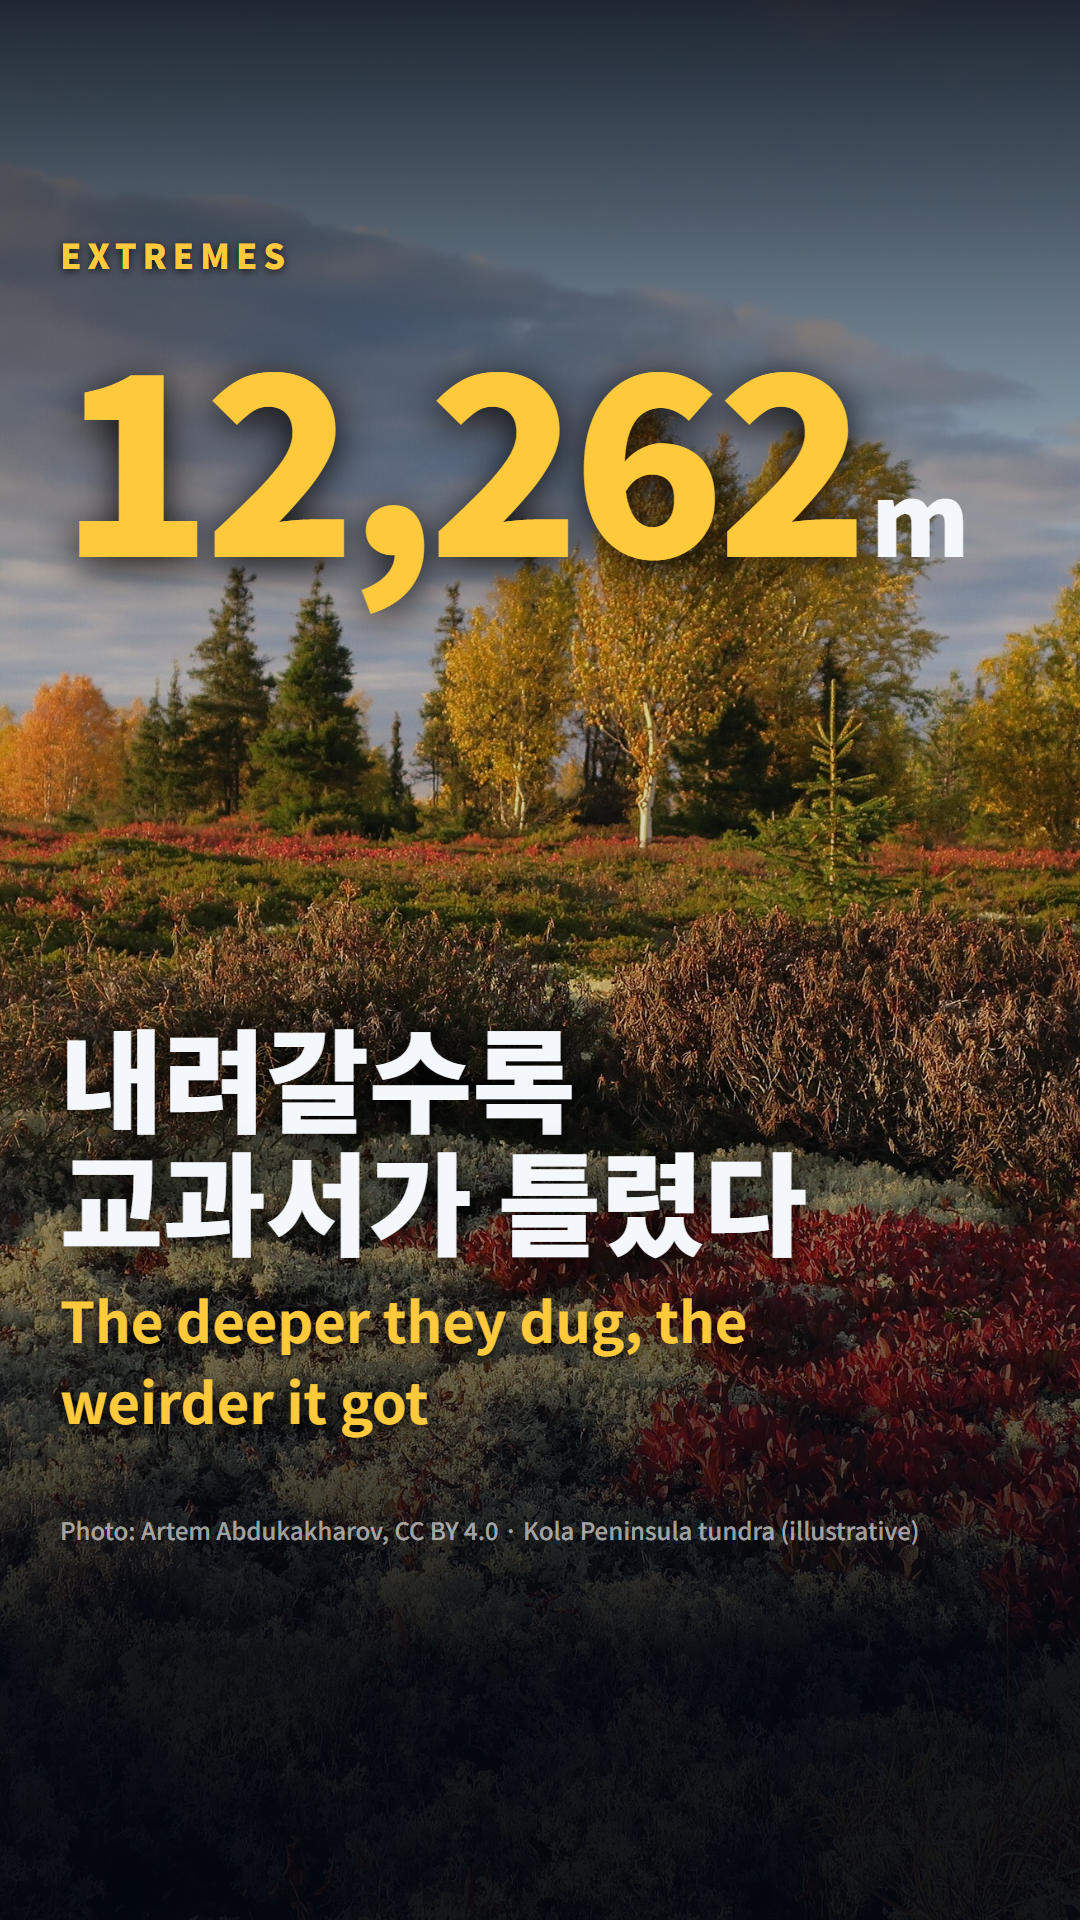 EXTREMES
12,262m
내려갈수록
교과서가 틀렸다
The deeper they dug, the
weirder it got
Photo: Artem Abdukakharov, CC BY 4.0 · Kola Peninsula tundra (illustrative)